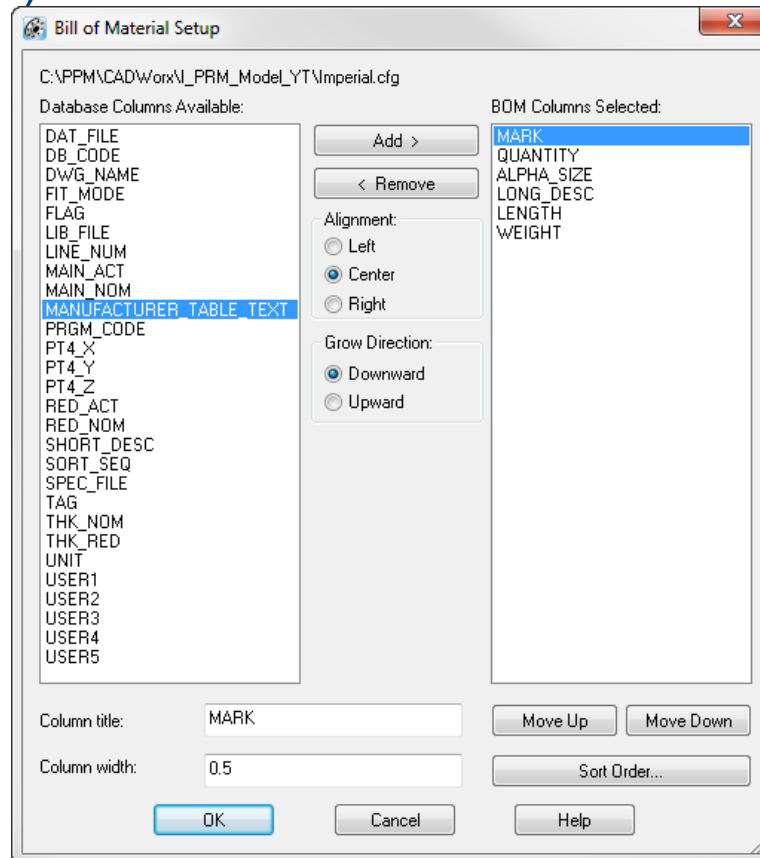 Bill of Material Setup
C:\PPM\CADWorx\I_PRM_Model_YT\Imperial.cfg
Database Columns Available:
DAT_FILE
DB_CODE
DWG_NAME
FIT_MODE
FLAG
LIB_FILE
LINE_NUM
MAIN_ACT
MAIN_NOM
MANUFACTURER_TABLE_TEXT
PRGM_CODE
PT4_X
PT4_Y
PT4_Z
RED_ACT
RED_NOM
SHORT_DESC
SORT_SEQ
SPEC_FILE
TAG
THK_NOM
THK_RED
UNIT
USER1
USER2
USER3
USER4
USER5
Add >
< Remove
Alignment:
Left
Center
Right
Grow Direction:
Downward
Upward
BOM Columns Selected:
MARK
QUANTITY
ALPHA_SIZE
LONG_DESC
LENGTH
WEIGHT
Column title: MARK
Move Up Move Down
Column width: 0.5
Sort Order...
OK Cancel Help